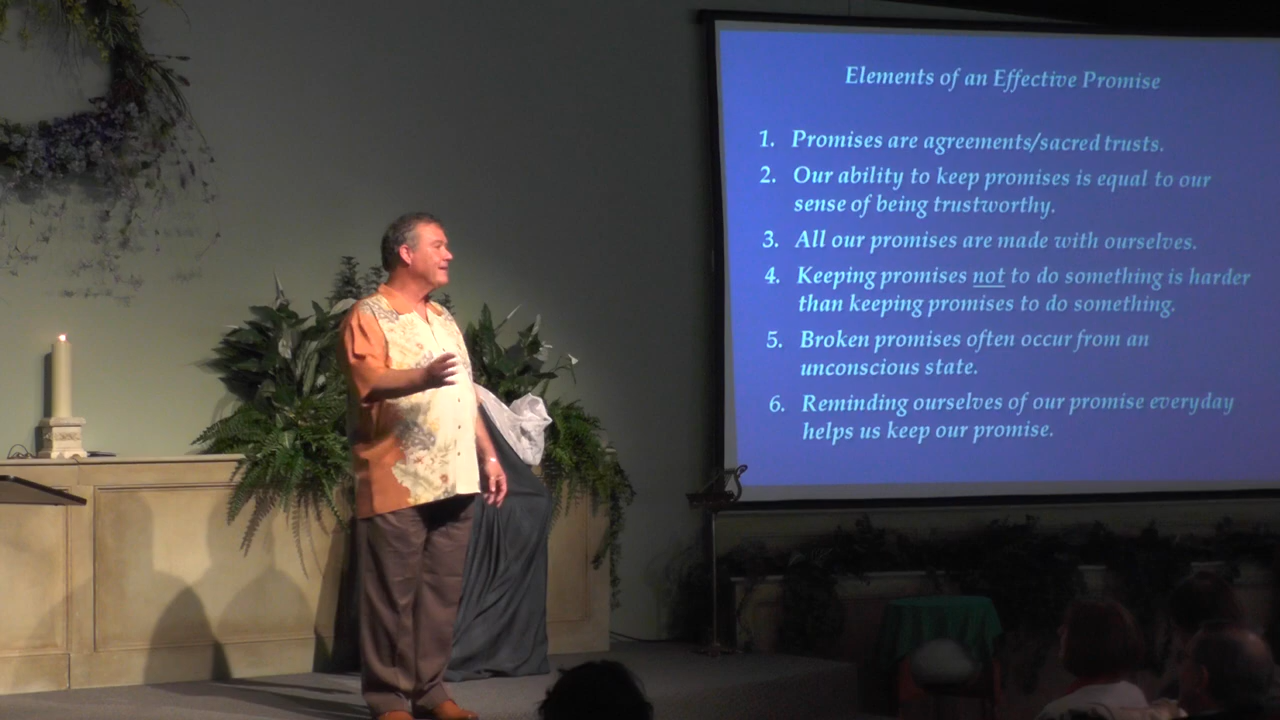 Elements of an Effective Promise
1. Promises are agreements/sacred trusts.
2. Our ability to keep promises is equal to our
sense of being trustworthy.
3. All our promises are made with ourselves.
4. Keeping promises not to do something is harder
than keeping promises to do something.
5. Broken promises often occur from an
unconscious state.
6. Reminding ourselves of our promise everyday
helps us keep our promise.